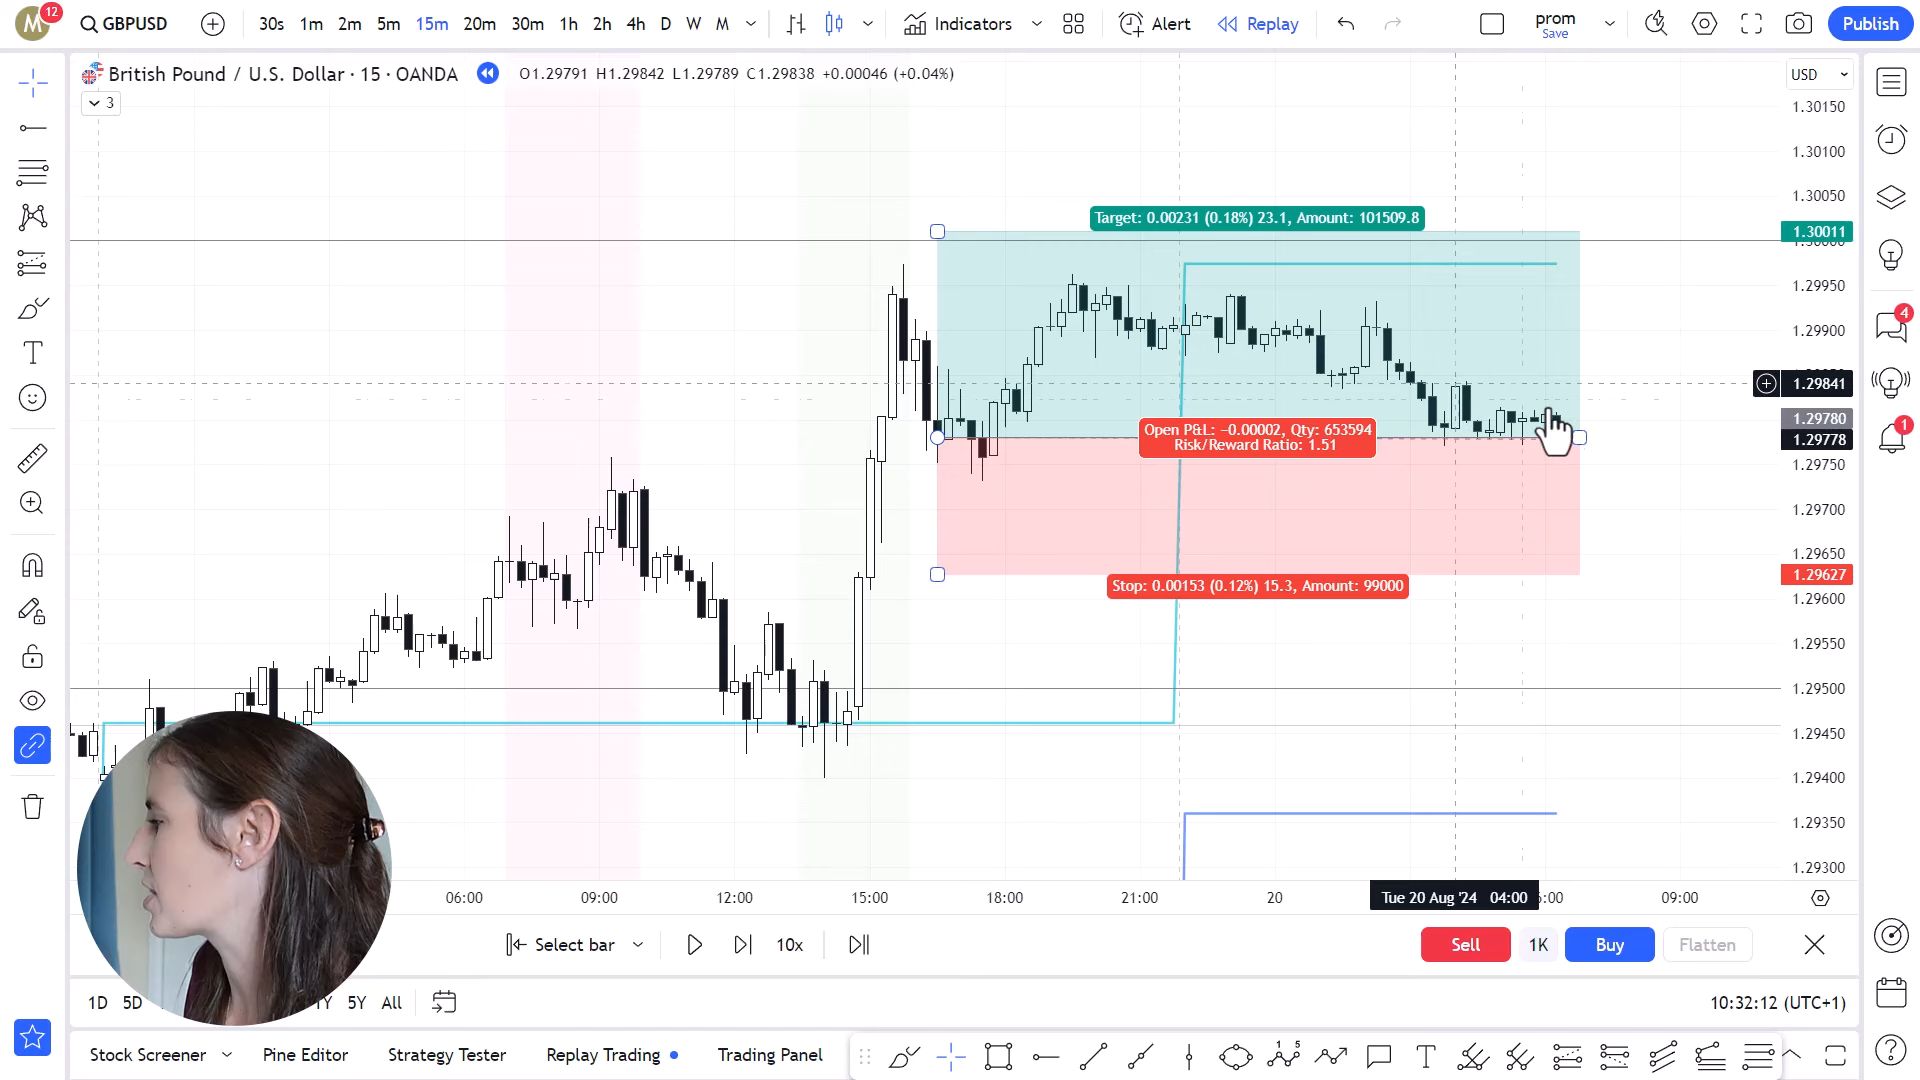 M
12
GBPUSD
30s 1m 2m 5m 15m 20m 30m 1h 2h 4h D W M
Indicators
Alert
Replay
prom
Save
Publish
British Pound / U.S. Dollar · 15 · OANDA
O1.29791 H1.29842 L1.29789 C1.29838 +0.00046 (+0.04%)
3
USD
1.30150
1.30100
1.30050
Target: 0.00231 (0.18%) 23.1, Amount: 101509.8
1.30011
1.30000
1.29950
1.29900
1.29841
1.29780
1.29778
Open P&L: −0.00002, Qty: 653594
Risk/Reward Ratio: 1.51
1.29750
1.29700
1.29650
1.29627
Stop: 0.00153 (0.12%) 15.3, Amount: 99000
1.29600
1.29550
1.29500
1.29450
1.29400
1.29350
1.29300
4
1
06:00 09:00 12:00 15:00 18:00 21:00 20 Tue 20 Aug '24 04:00 09:00
Select bar
10x
Sell 1K Buy Flatten
1D 5D 5Y All
10:32:12 (UTC+1)
Stock Screener Pine Editor Strategy Tester Replay Trading Trading Panel
1 5
T